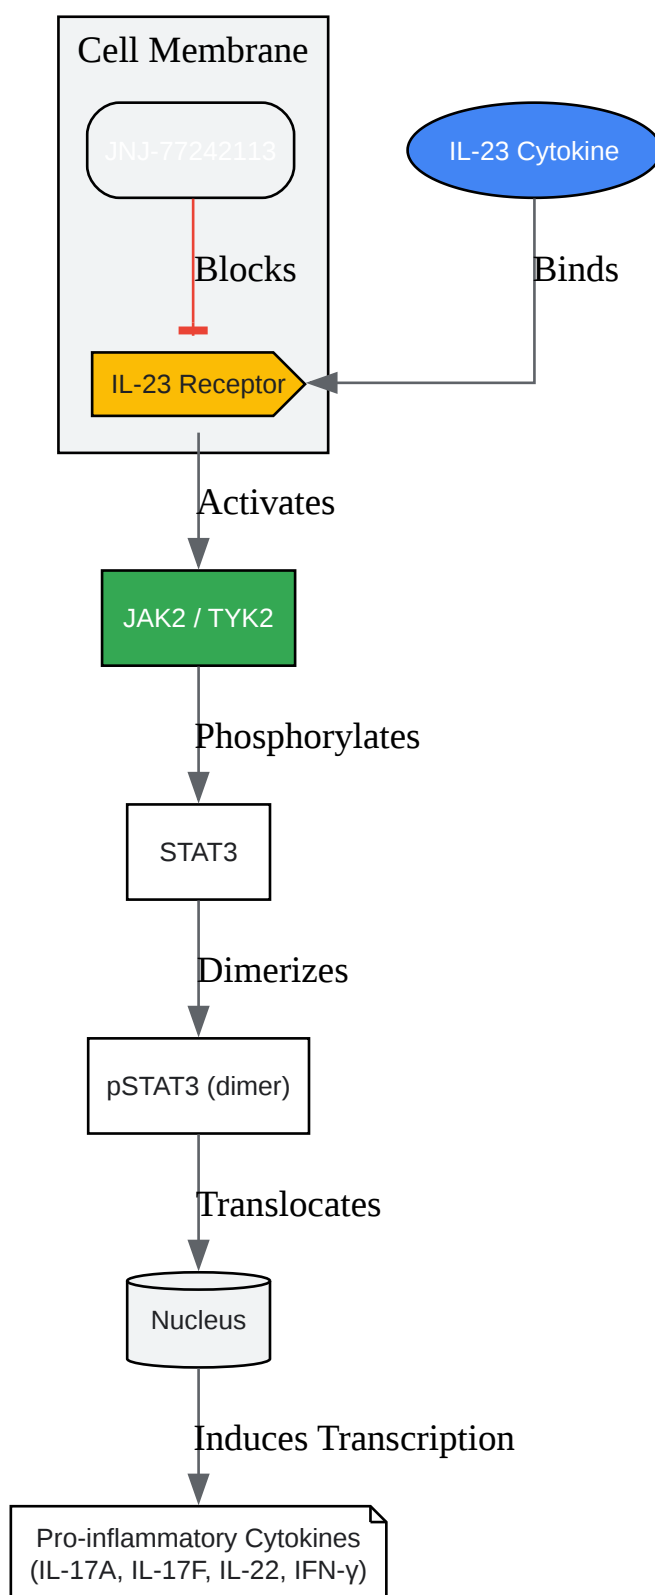 Cell Membrane
JNJ-77242113
IL-23 Cytokine
Blocks
Binds
IL-23 Receptor
Activates
JAK2 / TYK2
Phosphorylates
STAT3
Dimerizes
pSTAT3 (dimer)
Translocates
Nucleus
Induces Transcription
Pro-inflammatory Cytokines
(IL-17A, IL-17F, IL-22, IFN-γ)